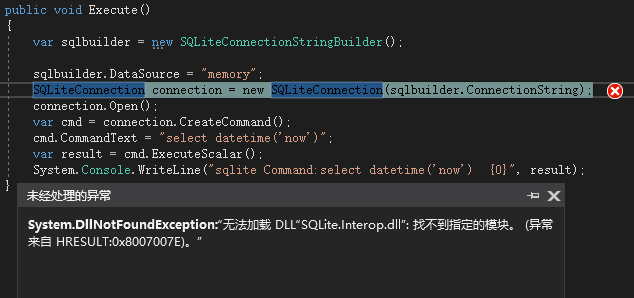 public void Execute()
{
var sqlbuilder = new SQLiteConnectionStringBuilder();
sqlbuilder.DataSource = "memory";
SQLiteConnection connection = new SQLiteConnection(sqlbuilder.ConnectionString);
connection.Open();
var cmd = connection.CreateCommand();
cmd.CommandText = "select datetime('now')";
var result = cmd.ExecuteScalar();
System.Console.WriteLine("sqlite Command:select datetime('now')  {0}", result);
}
未经处理的异常
System.DllNotFoundException:“无法加载 DLL“SQLite.Interop.dll”: 找不到指定的模块。 (异常
来自 HRESULT:0x8007007E)。”